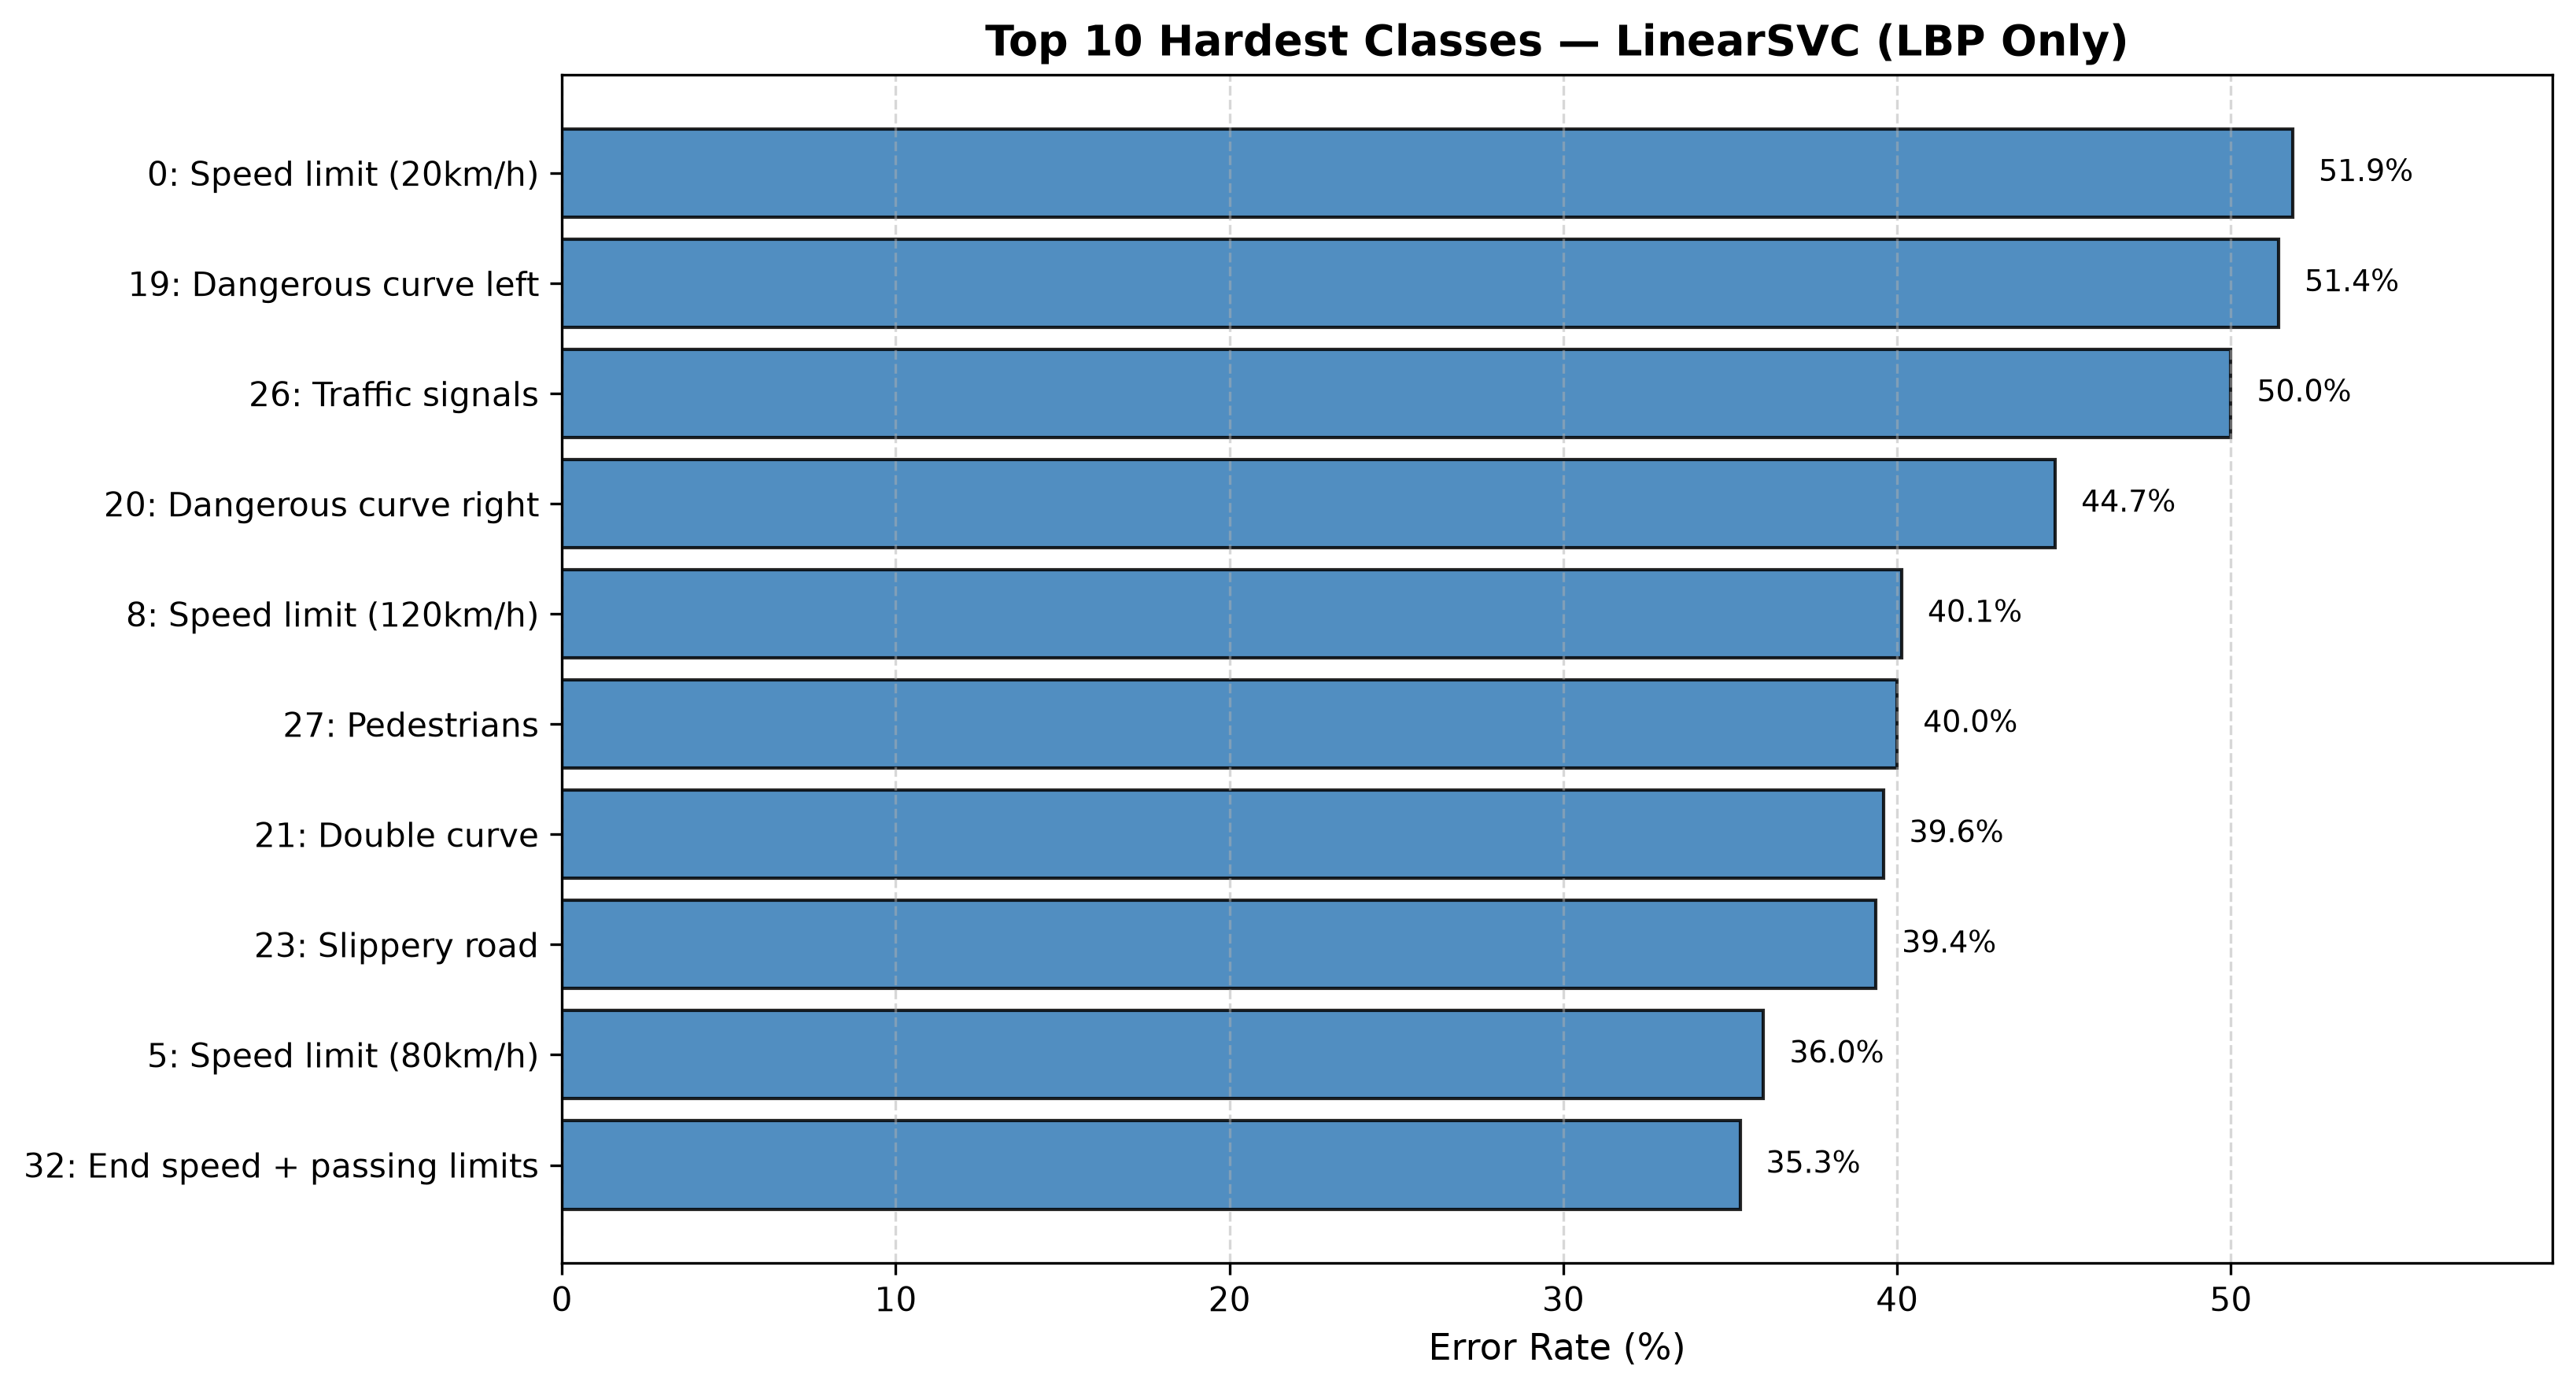 Top 10 Hardest Classes — LinearSVC (LBP Only)
0: Speed limit (20km/h)
51.9%
19: Dangerous curve left
51.4%
26: Traffic signals
50.0%
20: Dangerous curve right
44.7%
8: Speed limit (120km/h)
40.1%
27: Pedestrians
40.0%
21: Double curve
39.6%
23: Slippery road
39.4%
5: Speed limit (80km/h)
36.0%
32: End speed + passing limits
35.3%
0 10 20 30 40 50
Error Rate (%)